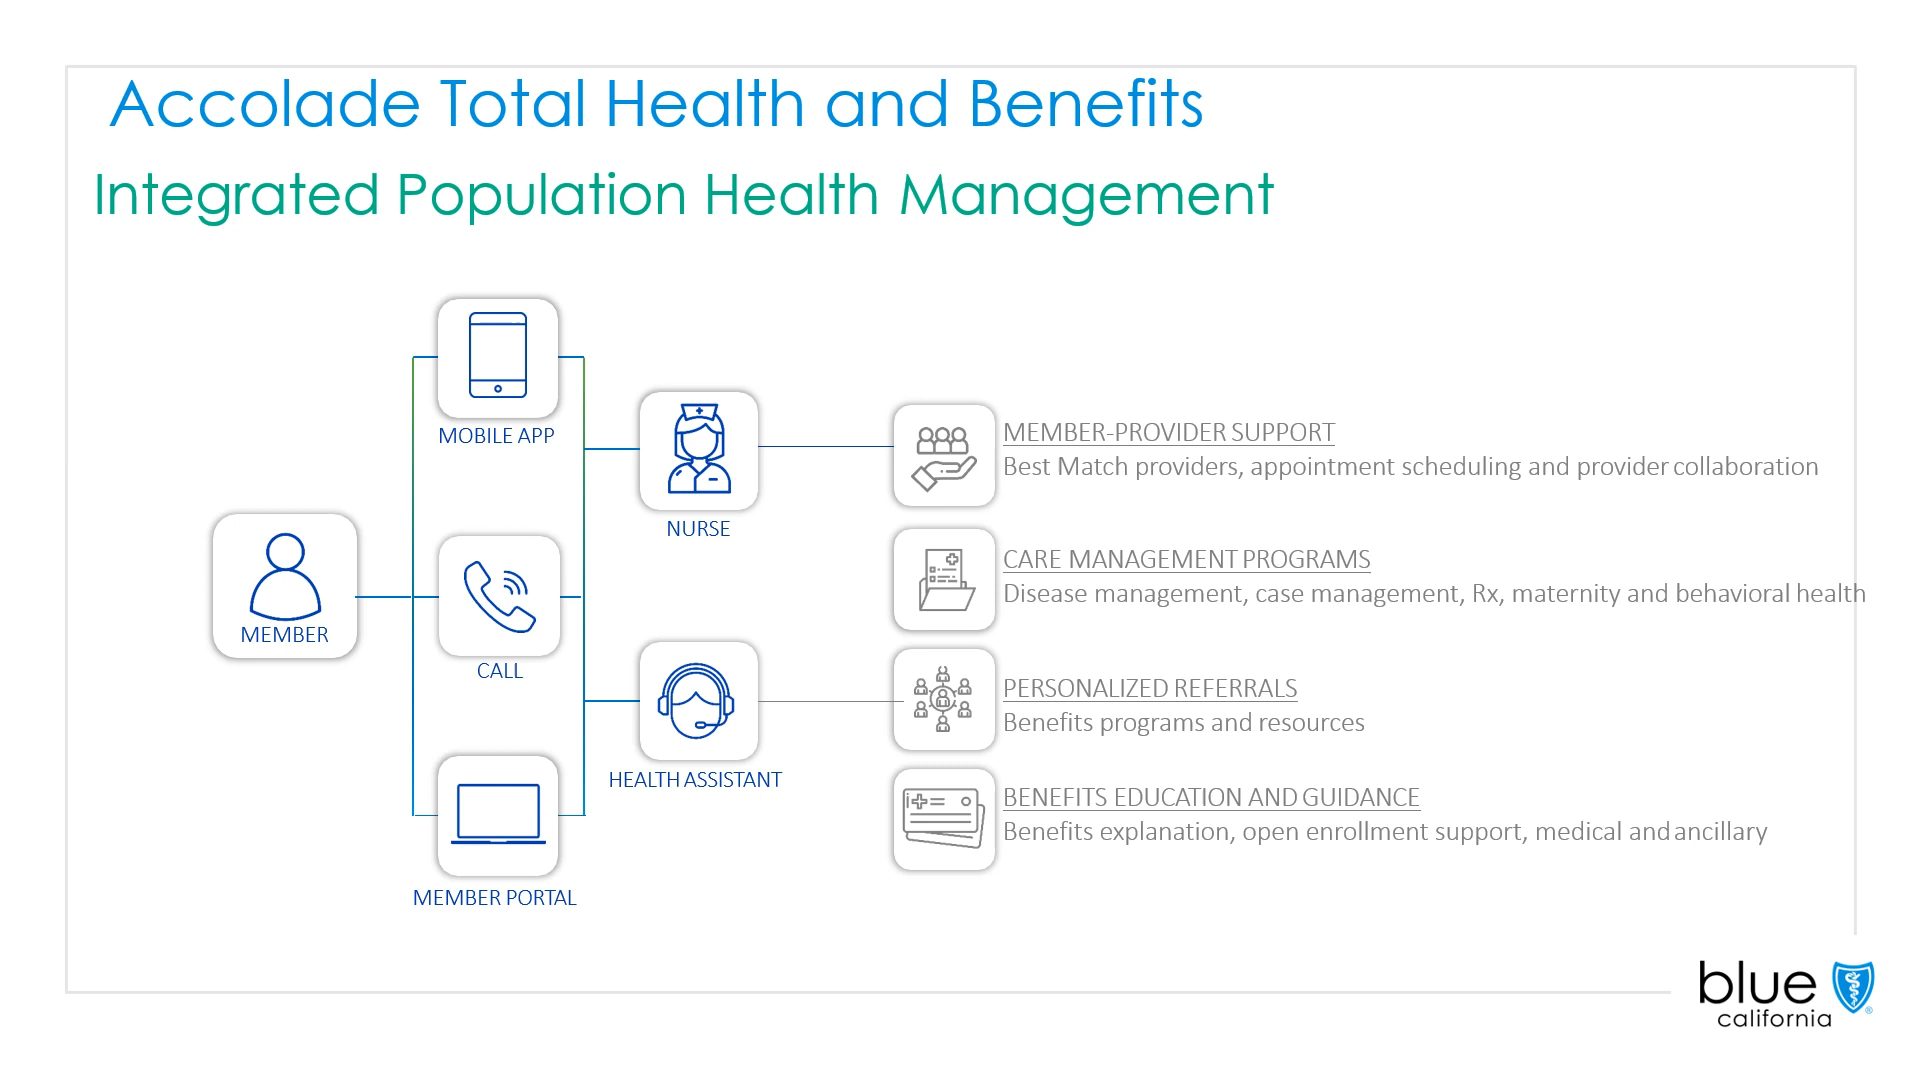 Accolade Total Health and Benefits
Integrated Population Health Management
MOBILE APP
MEMBER
CALL
MEMBER PORTAL
NURSE
HEALTH ASSISTANT
MEMBER-PROVIDER SUPPORT
Best Match providers, appointment scheduling and provider collaboration
CARE MANAGEMENT PROGRAMS
Disease management, case management, Rx, maternity and behavioral health
PERSONALIZED REFERRALS
Benefits programs and resources
BENEFITS EDUCATION AND GUIDANCE
Benefits explanation, open enrollment support, medical and ancillary
blue
california
®